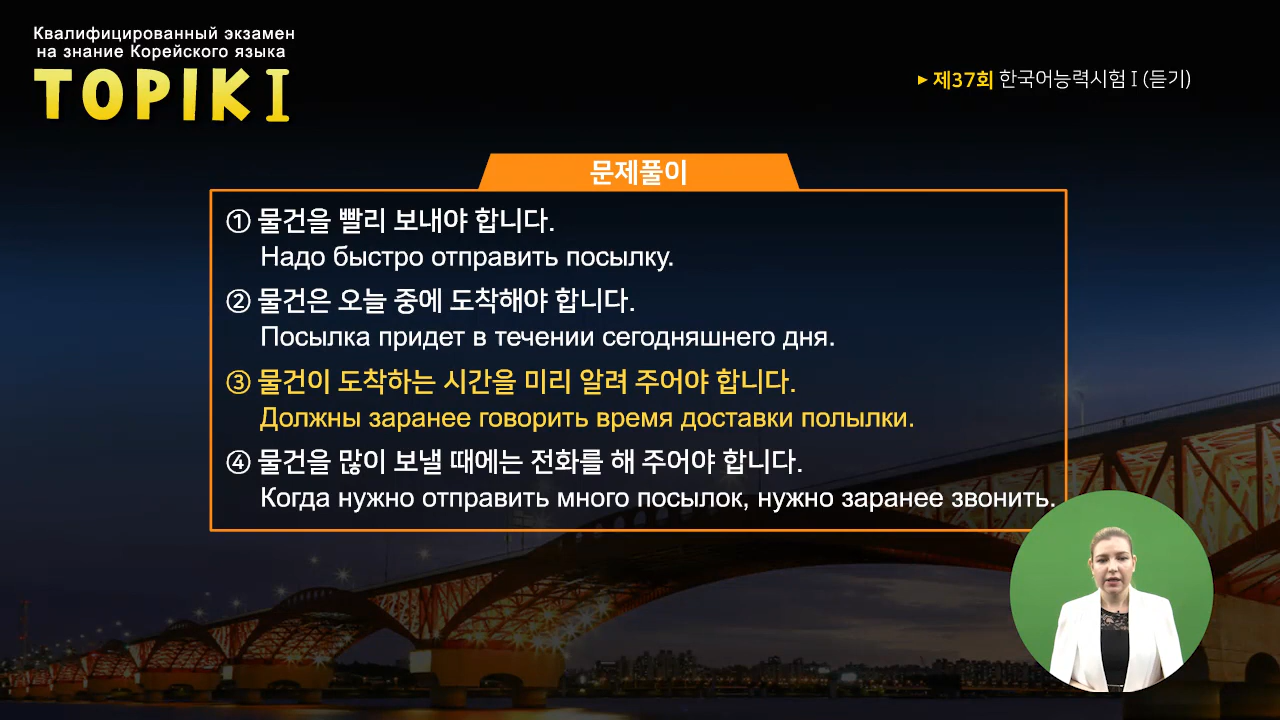 Квалифицированный экзамен
на знание Корейского языка
TOPIK I
▸ 제37회 한국어능력시험 I (듣기)
문제풀이
① 물건을 빨리 보내야 합니다.
Надо быстро отправить посылку.
② 물건은 오늘 중에 도착해야 합니다.
Посылка придет в течении сегодняшнего дня.
③ 물건이 도착하는 시간을 미리 알려 주어야 합니다.
Должны заранее говорить время доставки полылки.
④ 물건을 많이 보낼 때에는 전화를 해 주어야 합니다.
Когда нужно отправить много посылок, нужно заранее звонить.